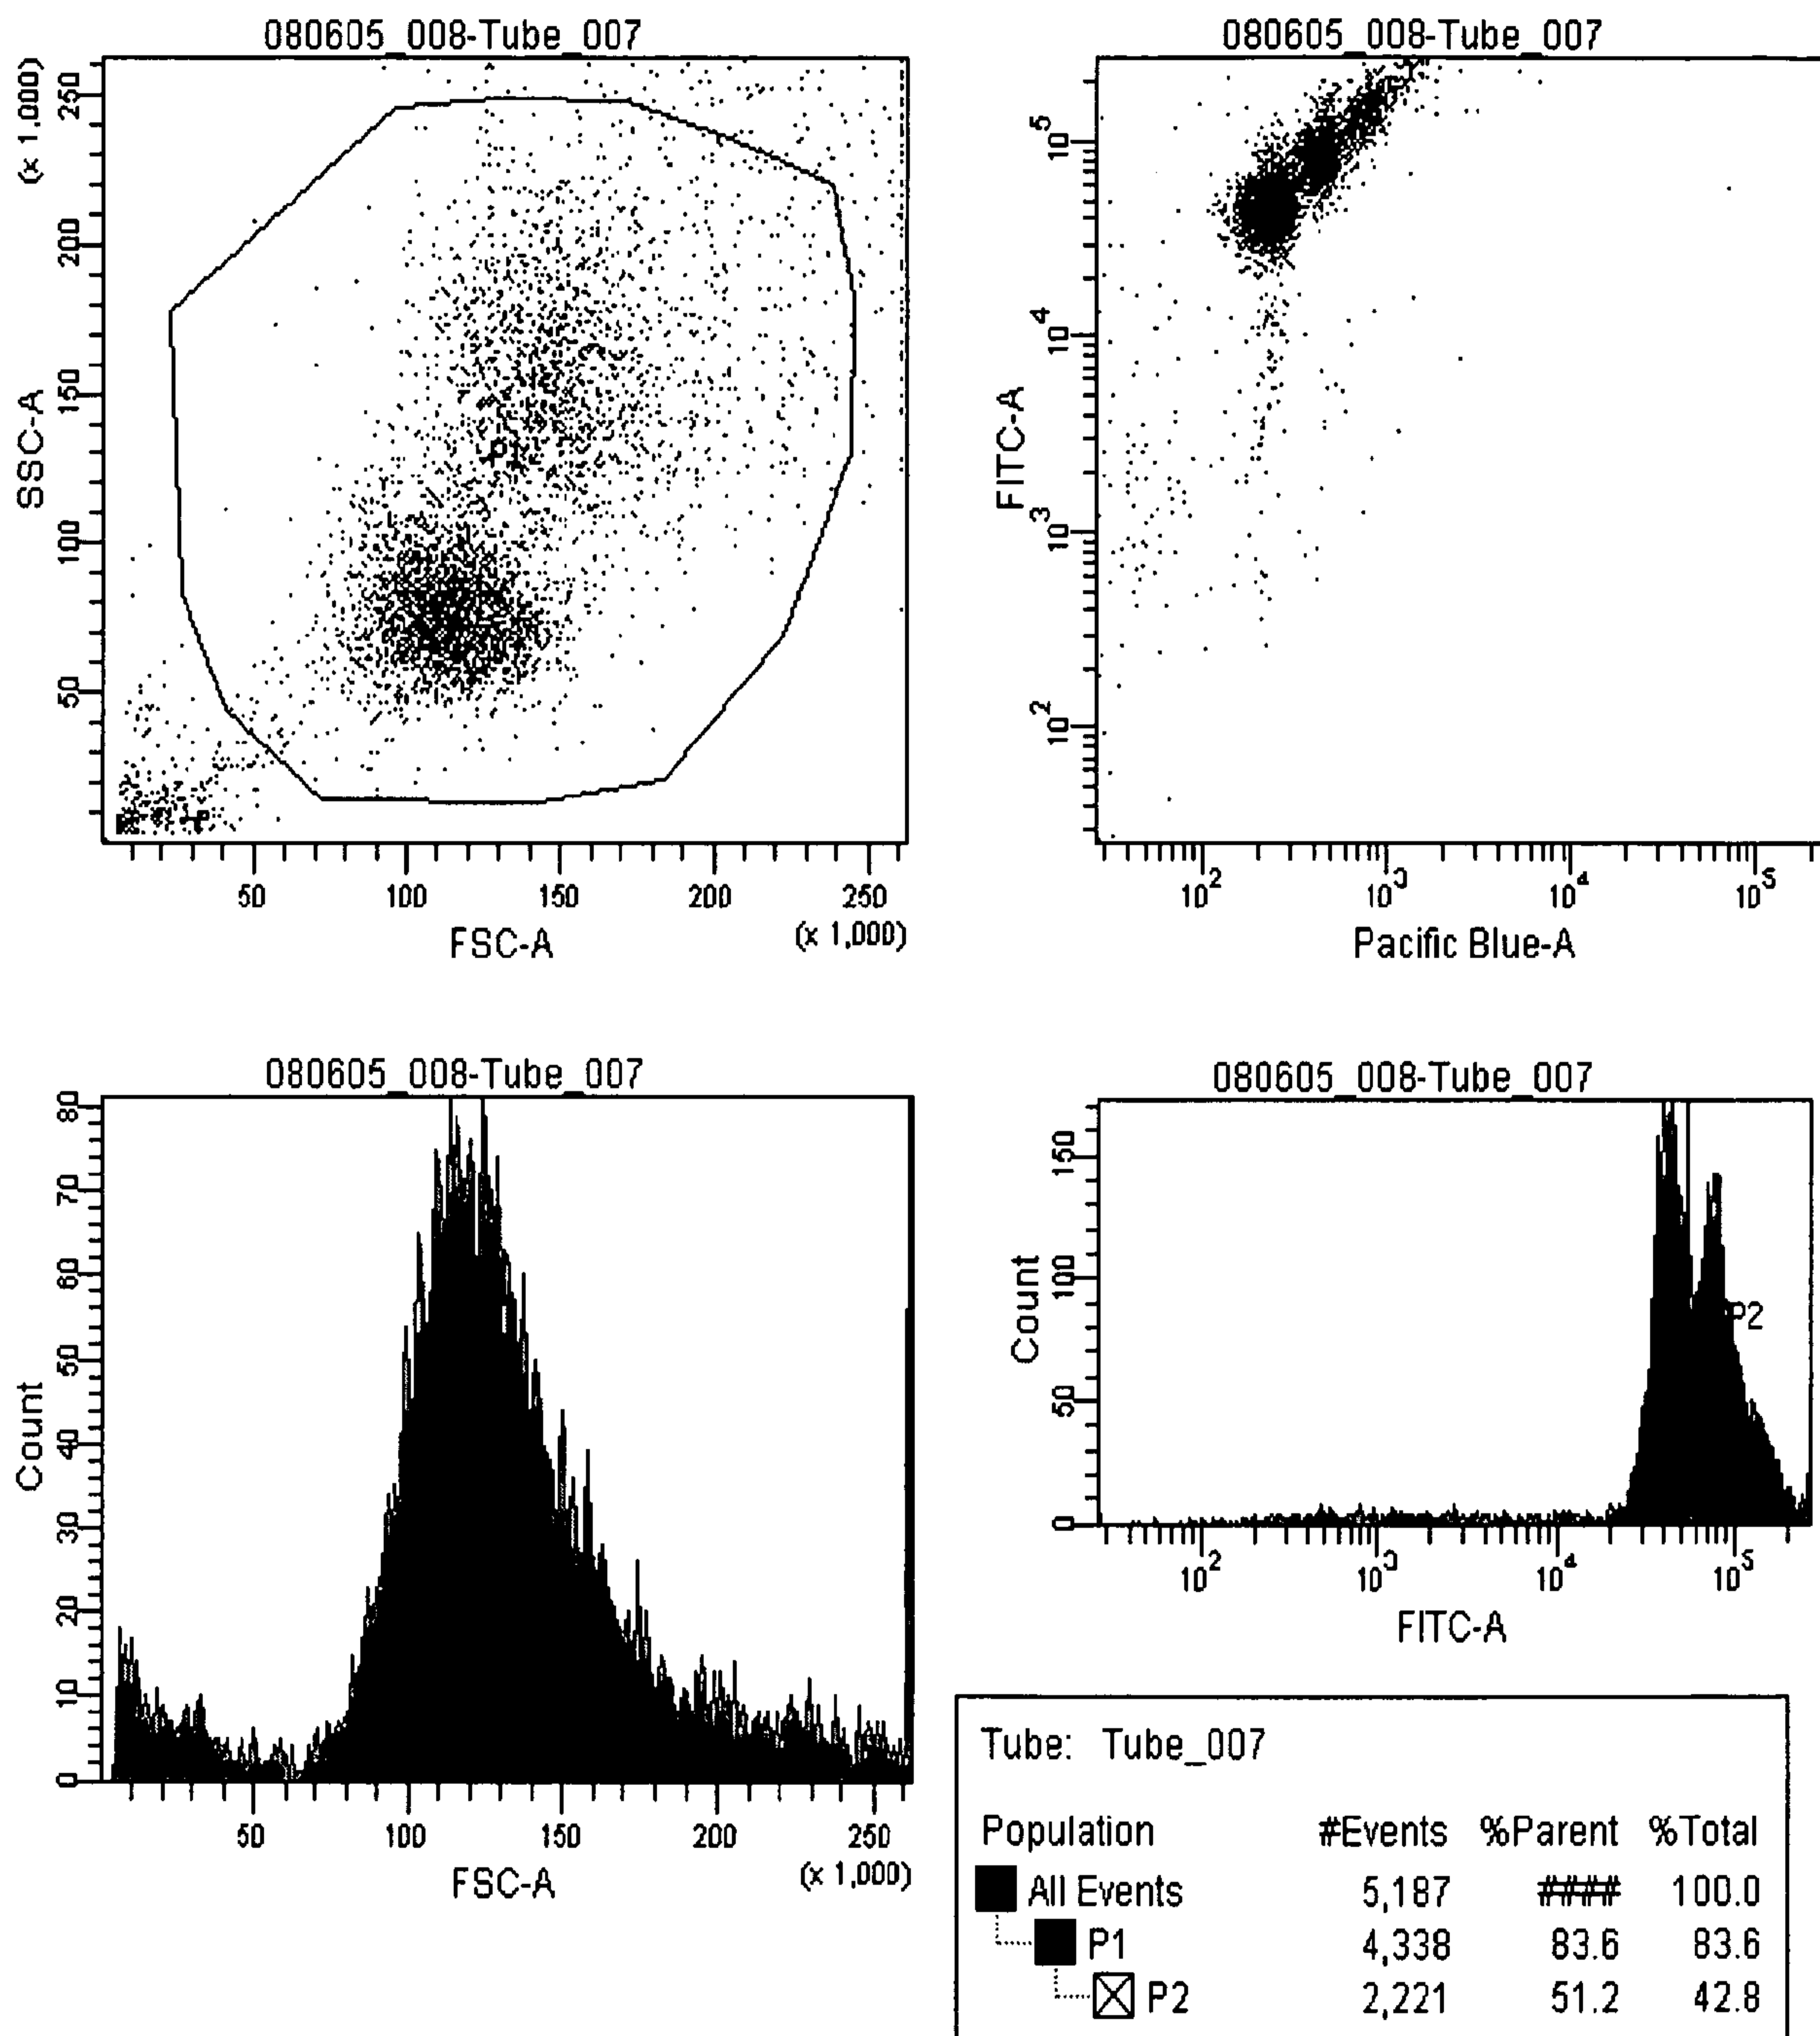 080605_008-Tube_007
(x 1,000)
SSC-A
250
200
150
100
50
P1
50 100 150 200 250
FSC-A (x 1,000)
080605_008-Tube_007
FITC-A
10^5
10^4
10^3
10^2
10^2 10^3 10^4 10^5
Pacific Blue-A
080605_008-Tube_007
Count
80
70
60
50
40
30
20
10
0
50 100 150 200 250
FSC-A (x 1,000)
080605_008-Tube_007
Count
150
100
50
0
P2
10^2 10^3 10^4 10^5
FITC-A
Tube: Tube_007
Population #Events %Parent %Total
All Events 5,187 #### 100.0
P1 4,338 83.6 83.6
P2 2,221 51.2 42.8